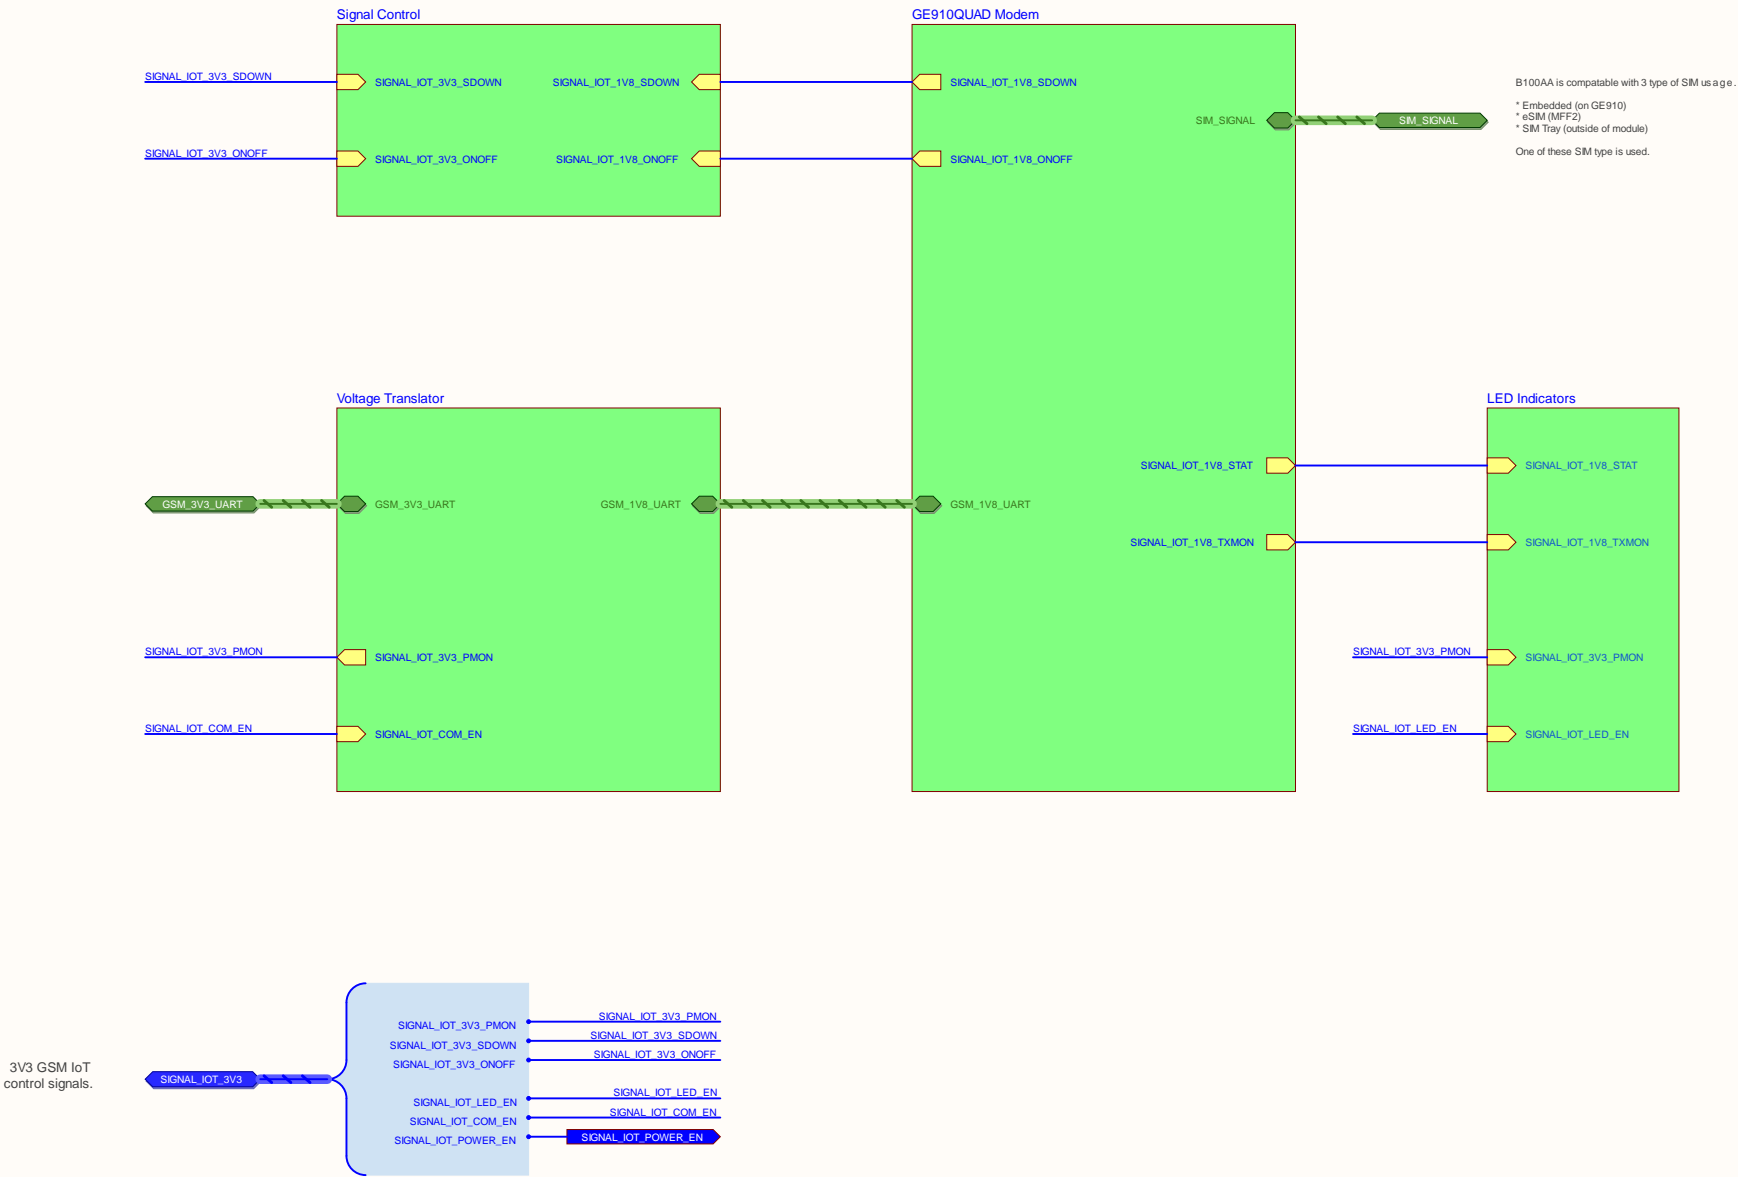 Signal Control
SIGNAL_IOT_3V3_SDOWN
SIGNAL_IOT_3V3_SDOWN
SIGNAL_IOT_1V8_SDOWN
SIGNAL_IOT_3V3_ONOFF
SIGNAL_IOT_3V3_ONOFF
SIGNAL_IOT_1V8_ONOFF
GE910QUAD Modem
SIGNAL_IOT_1V8_SDOWN
SIM_SIGNAL
SIM_SIGNAL
SIGNAL_IOT_1V8_ONOFF
B100AA is compatable with 3 type of SIM usage.
* Embedded (on GE910)
* eSIM (MFF2)
* SIM Tray (outside of module)
One of these SIM type is used.
Voltage Translator
GSM_3V3_UART
GSM_3V3_UART
GSM_1V8_UART
GSM_1V8_UART
SIGNAL_IOT_3V3_PMON
SIGNAL_IOT_3V3_PMON
SIGNAL_IOT_COM_EN
SIGNAL_IOT_COM_EN
SIGNAL_IOT_1V8_STAT
SIGNAL_IOT_1V8_TXMON
LED Indicators
SIGNAL_IOT_1V8_STAT
SIGNAL_IOT_1V8_TXMON
SIGNAL_IOT_3V3_PMON
SIGNAL_IOT_3V3_PMON
SIGNAL_IOT_LED_EN
SIGNAL_IOT_LED_EN
3V3 GSM IoT
control signals.
SIGNAL_IOT_3V3
SIGNAL_IOT_3V3_PMON
SIGNAL_IOT_3V3_PMON
SIGNAL_IOT_3V3_SDOWN
SIGNAL_IOT_3V3_SDOWN
SIGNAL_IOT_3V3_ONOFF
SIGNAL_IOT_3V3_ONOFF
SIGNAL_IOT_LED_EN
SIGNAL_IOT_LED_EN
SIGNAL_IOT_COM_EN
SIGNAL_IOT_COM_EN
SIGNAL_IOT_POWER_EN
SIGNAL_IOT_POWER_EN